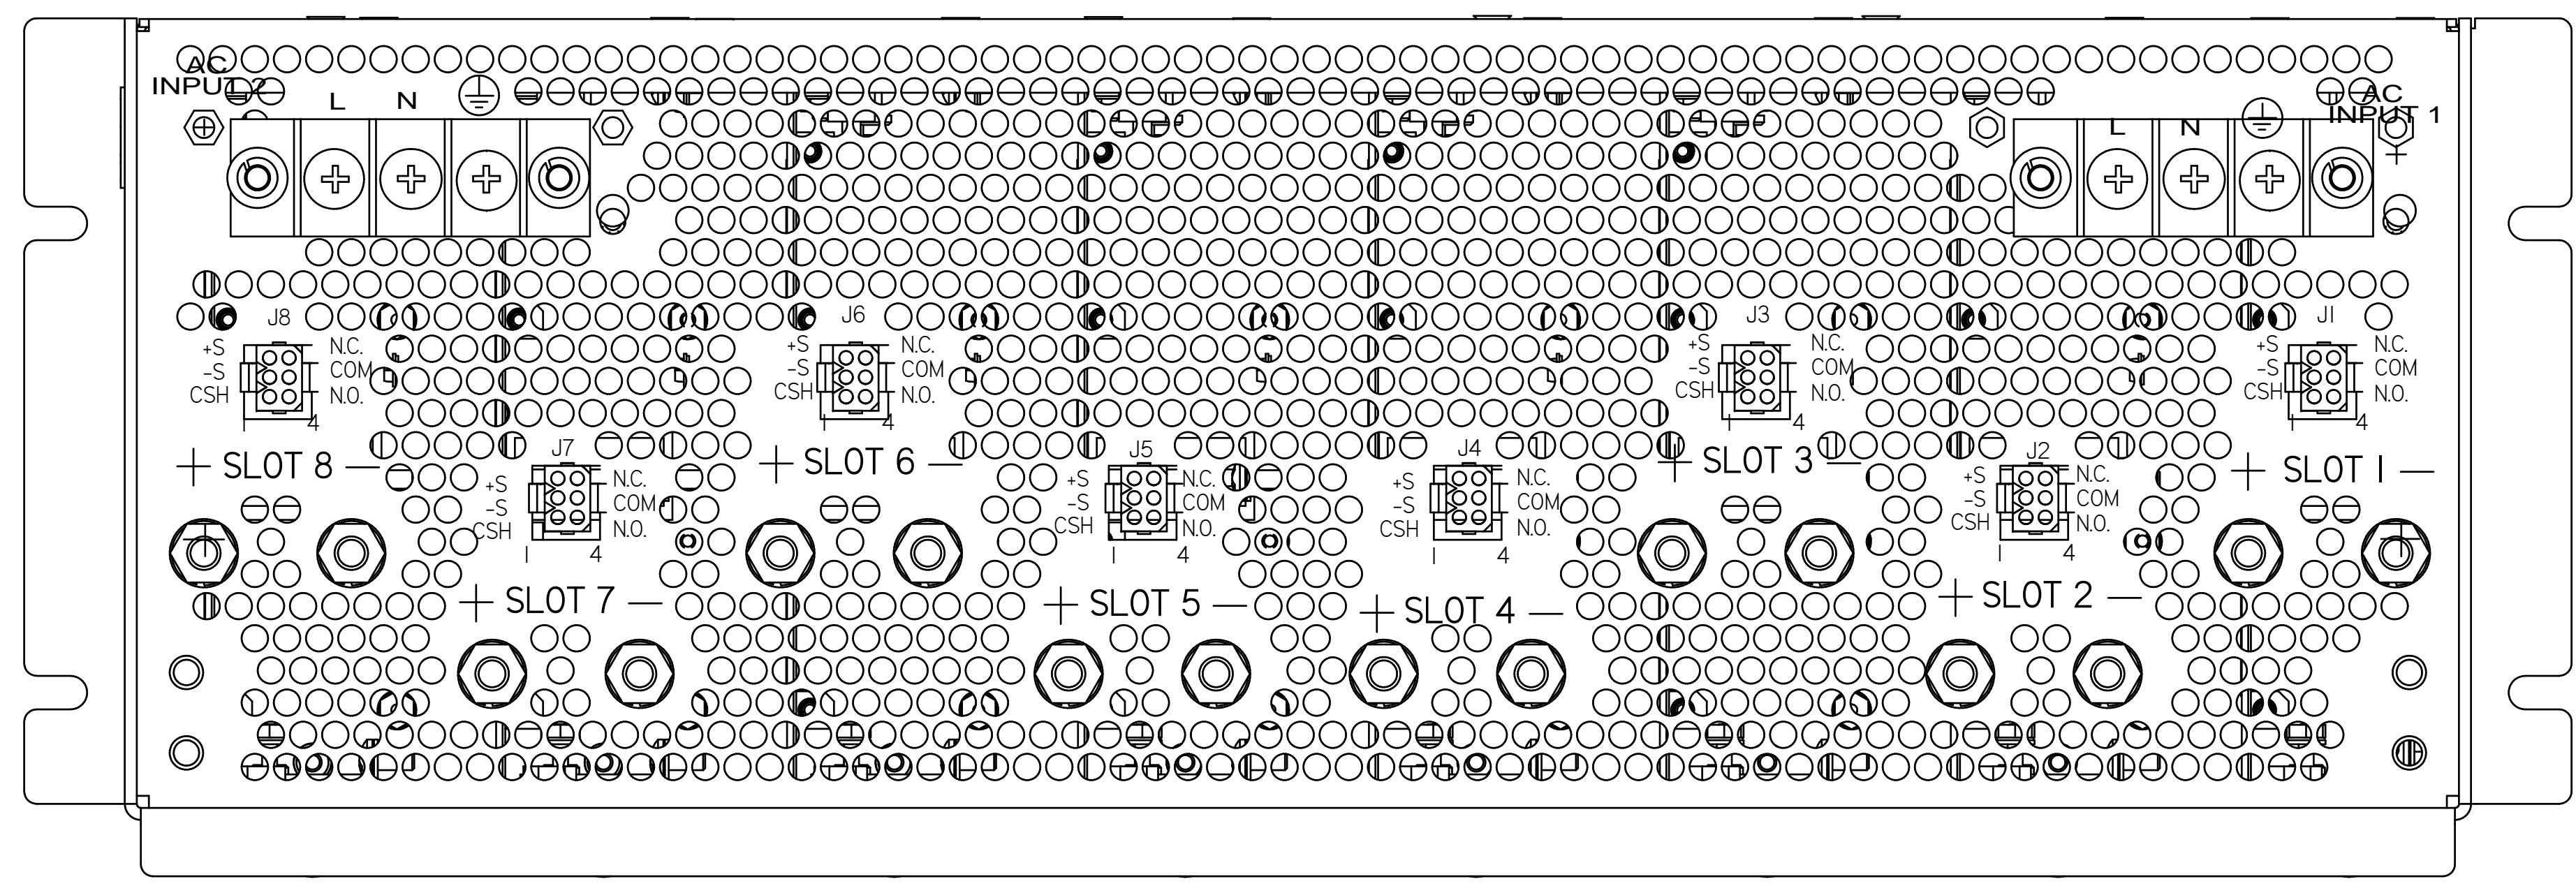 AC
INPUT 2
L N
AC
INPUT 1
L N
J8
+S N.C.
-S COM
CSH N.O.
4
+ SLOT 8 —
J6
+S N.C.
-S COM
CSH N.O.
4
+ SLOT 6 —
J3
+S N.C.
-S COM
CSH N.O.
4
+ SLOT 3 —
J1
+S N.C.
-S COM
CSH N.O.
4
+ SLOT 1 —
J7
+S N.C.
-S COM
CSH N.O.
1 4
+ SLOT 7 —
J5
+S N.C.
-S COM
CSH N.O.
1 4
+ SLOT 5 —
J4
+S N.C.
-S COM
CSH N.O.
1 4
+ SLOT 4 —
J2
+S N.C.
-S COM
CSH N.O.
1 4
+ SLOT 2 —